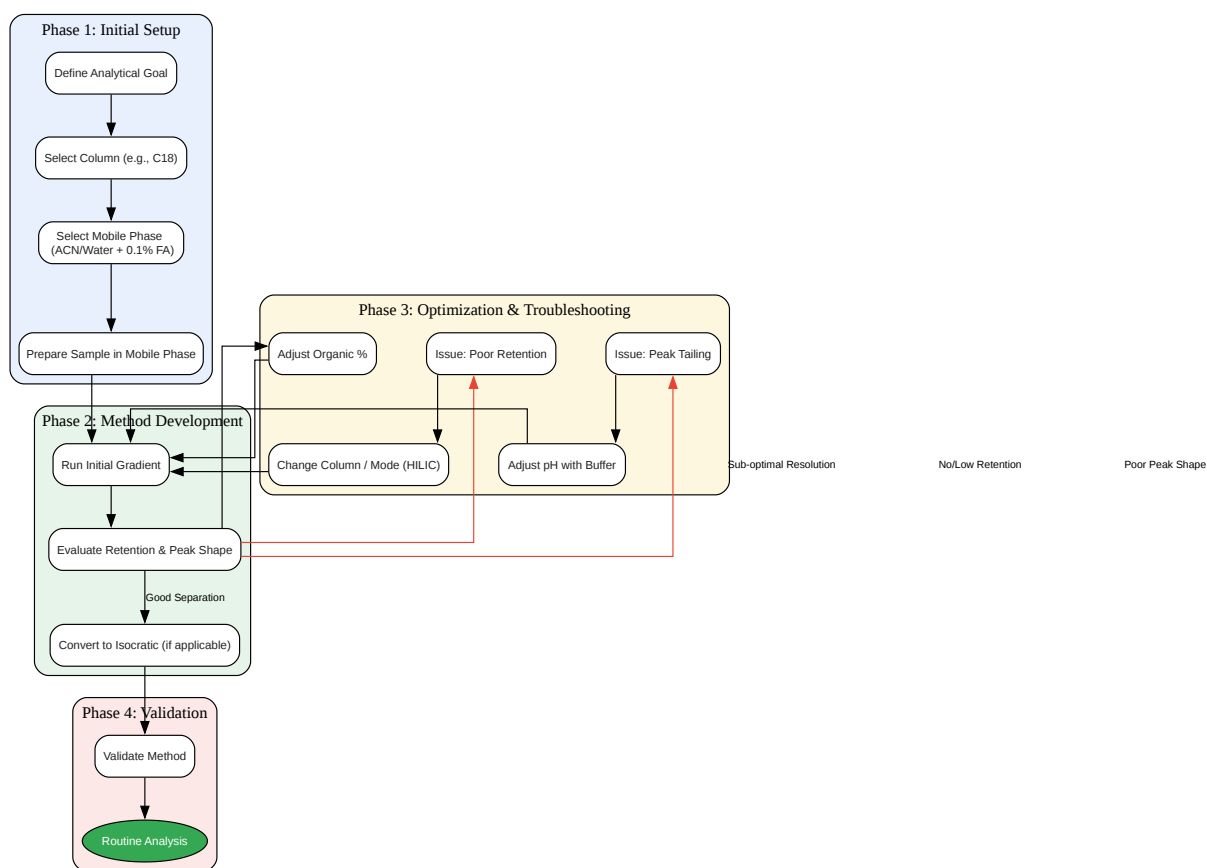 Phase 1: Initial Setup
Define Analytical Goal
Select Column (e.g., C18)
Select Mobile Phase
(ACN/Water + 0.1% FA)
Prepare Sample in Mobile Phase
Phase 3: Optimization & Troubleshooting
Adjust Organic %
Issue: Poor Retention
Issue: Peak Tailing
Change Column / Mode (HILIC)
Adjust pH with Buffer
Sub-optimal Resolution
No/Low Retention
Poor Peak Shape
Phase 2: Method Development
Run Initial Gradient
Evaluate Retention & Peak Shape
Good Separation
Convert to Isocratic (if applicable)
Phase 4: Validation
Validate Method
Routine Analysis